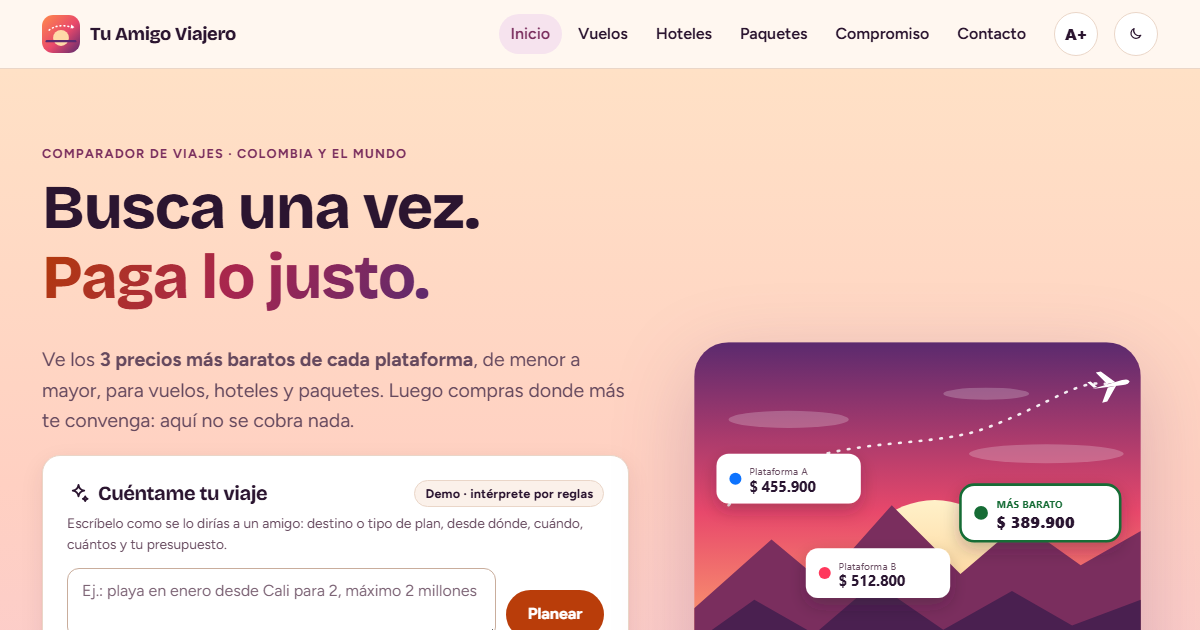 Tu Amigo Viajero
Inicio
Vuelos
Hoteles
Paquetes
Compromiso
Contacto
A+
COMPARADOR DE VIAJES · COLOMBIA Y EL MUNDO
Busca una vez.
Paga lo justo.
Ve los 3 precios más baratos de cada plataforma, de menor a
mayor, para vuelos, hoteles y paquetes. Luego compras donde más
te convenga: aquí no se cobra nada.
Cuéntame tu viaje
Demo · intérprete por reglas
Escríbelo como se lo dirías a un amigo: destino o tipo de plan, desde dónde, cuándo,
cuántos y tu presupuesto.
Ej.: playa en enero desde Cali para 2, máximo 2 millones
Planear
Plataforma A
$ 455.900
MÁS BARATO
$ 389.900
Plataforma B
$ 512.800